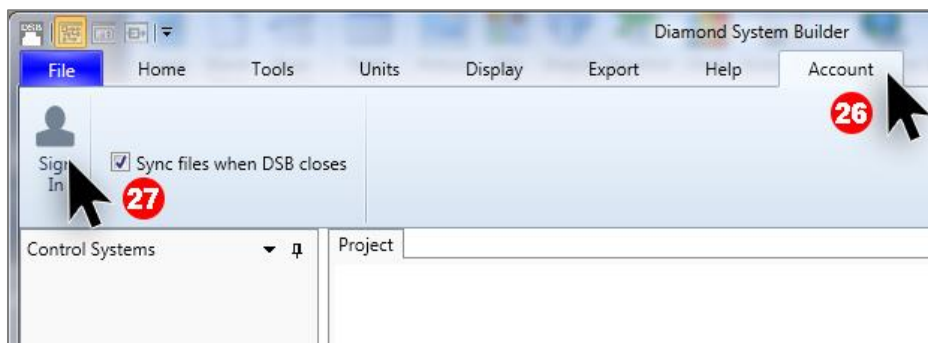 DSB
Diamond System Builder
File Home Tools Units Display Export Help Account
26
Sign In
Sync files when DSB closes
27
Control Systems
Project